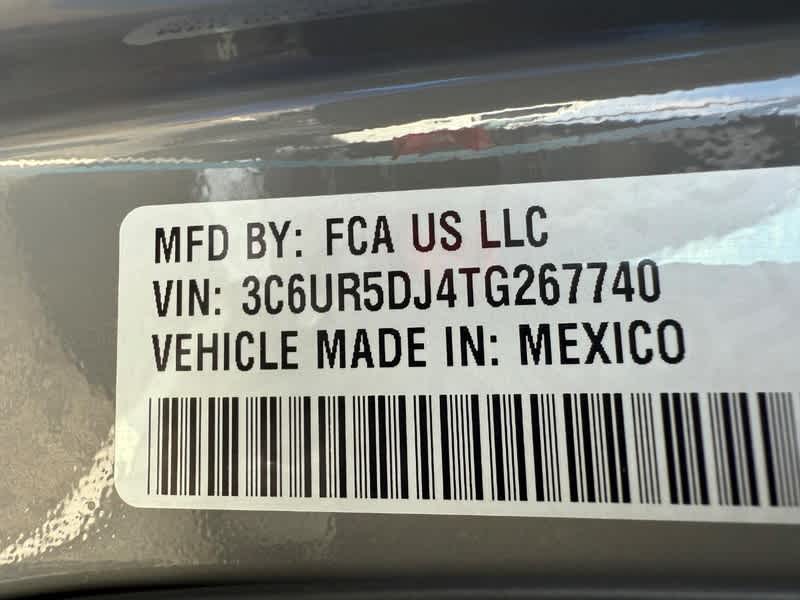 MFD BY: FCA US LLC
VIN: 3C6UR5DJ4TG267740
VEHICLE MADE IN: MEXICO